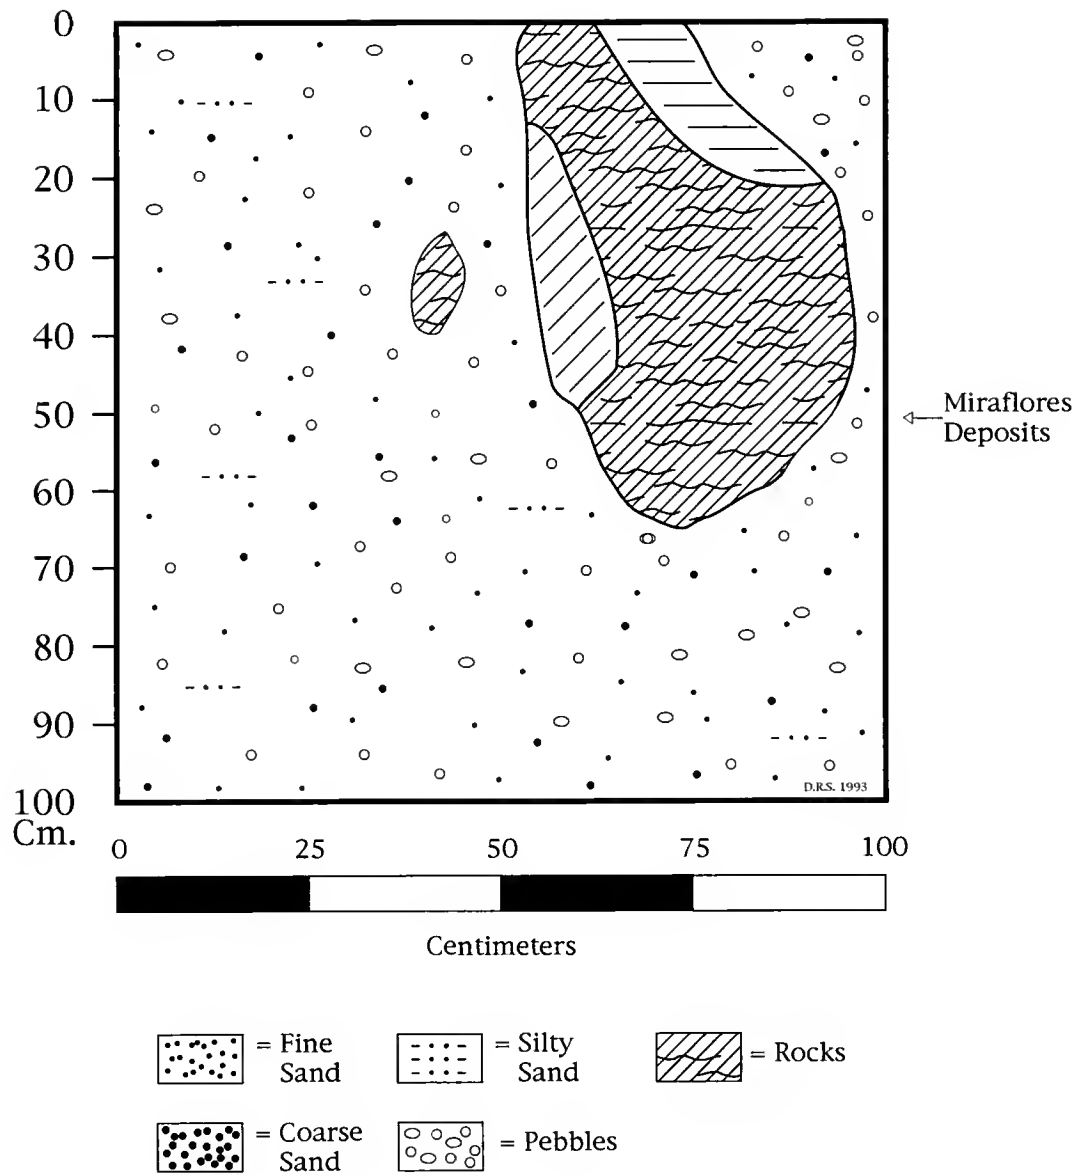 0
10
20
30
40
50
60
70
80
90
100
Cm.
Miraflores
Deposits
D.R.S. 1993
0 25 50 75 100
Centimeters
= Fine
Sand
= Silty
Sand
= Rocks
= Coarse
Sand
= Pebbles